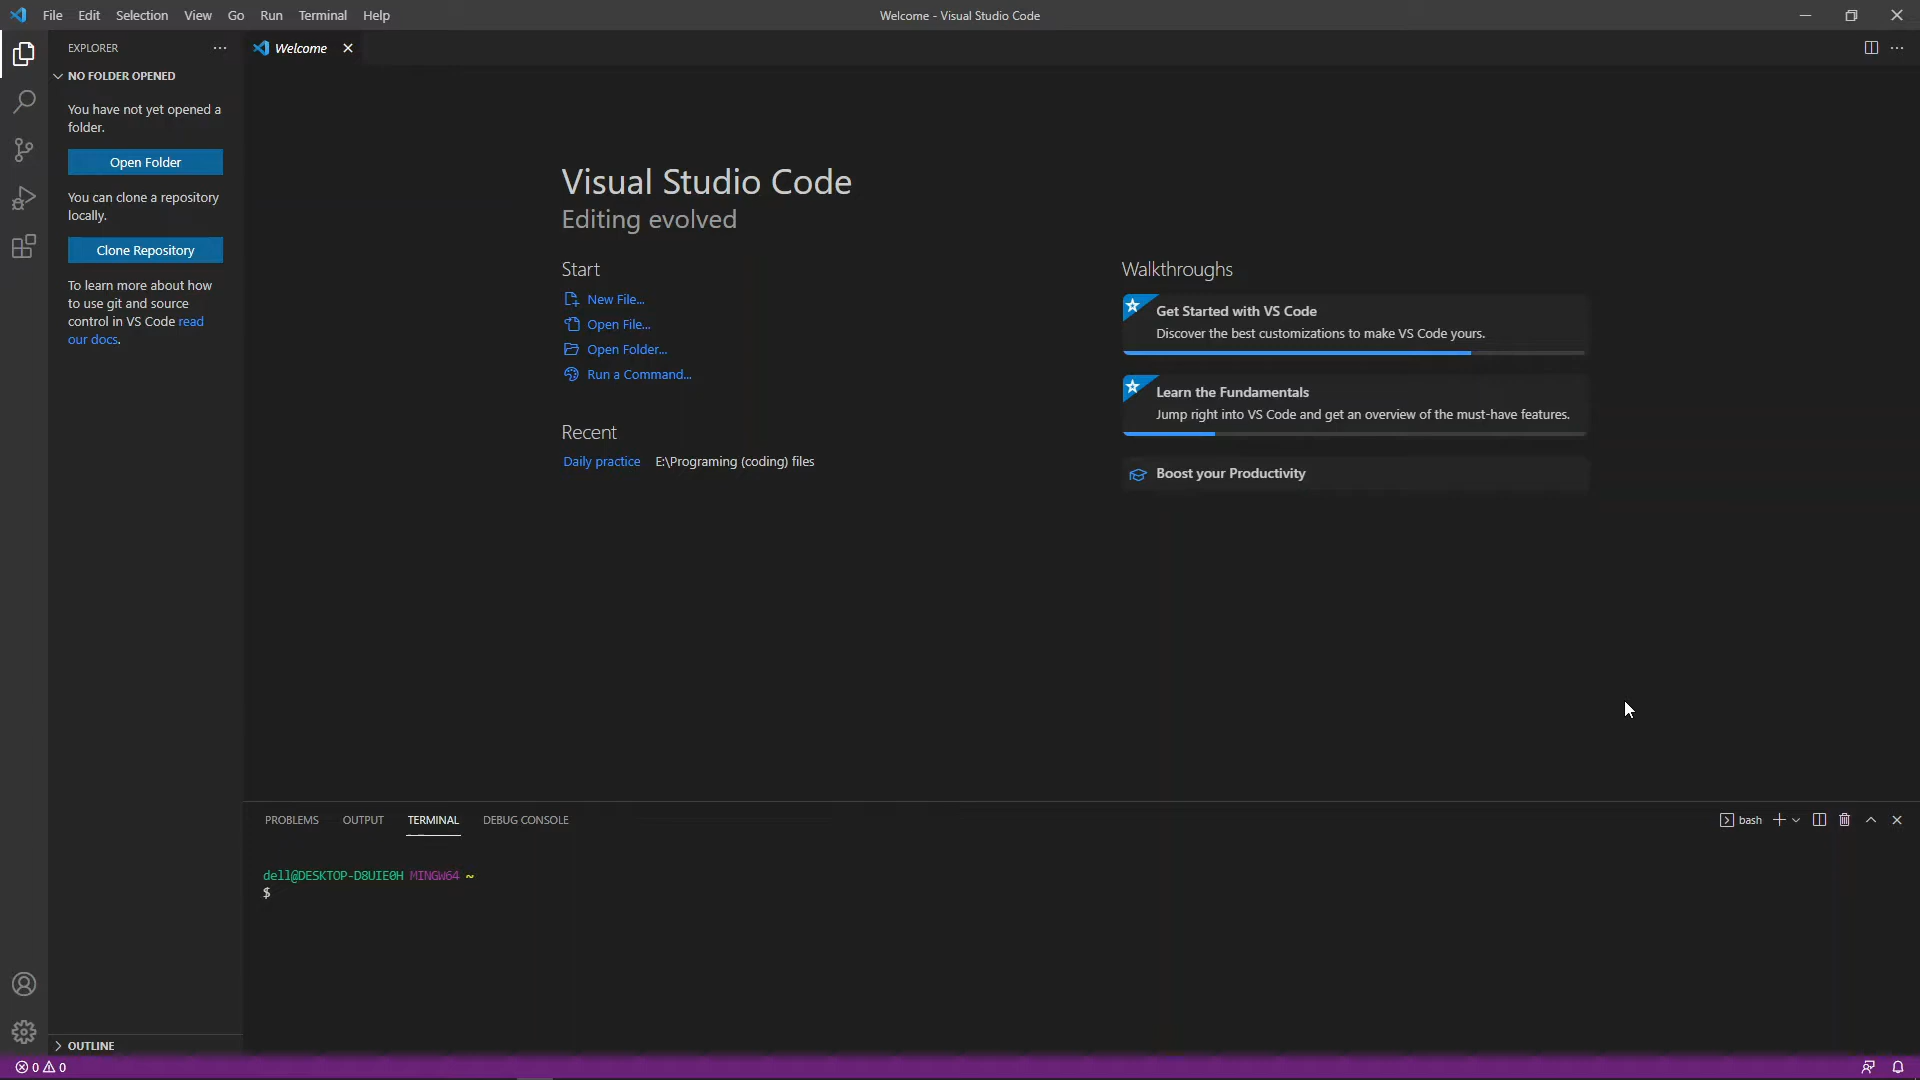 File Edit Selection View Go Run Terminal Help
Welcome - Visual Studio Code
EXPLORER
Welcome
NO FOLDER OPENED
You have not yet opened a
folder.
Open Folder
You can clone a repository
locally.
Clone Repository
To learn more about how
to use git and source
control in VS Code read
our docs.
Visual Studio Code
Editing evolved
Start
New File...
Open File...
Open Folder...
Run a Command...
Recent
Daily practice E:\Programing (coding) files
Walkthroughs
Get Started with VS Code
Discover the best customizations to make VS Code yours.
Learn the Fundamentals
Jump right into VS Code and get an overview of the must-have features.
Boost your Productivity
PROBLEMS OUTPUT TERMINAL DEBUG CONSOLE
bash
dell@DESKTOP-D8UIE0H MINGW64 ~
$
OUTLINE
0 0